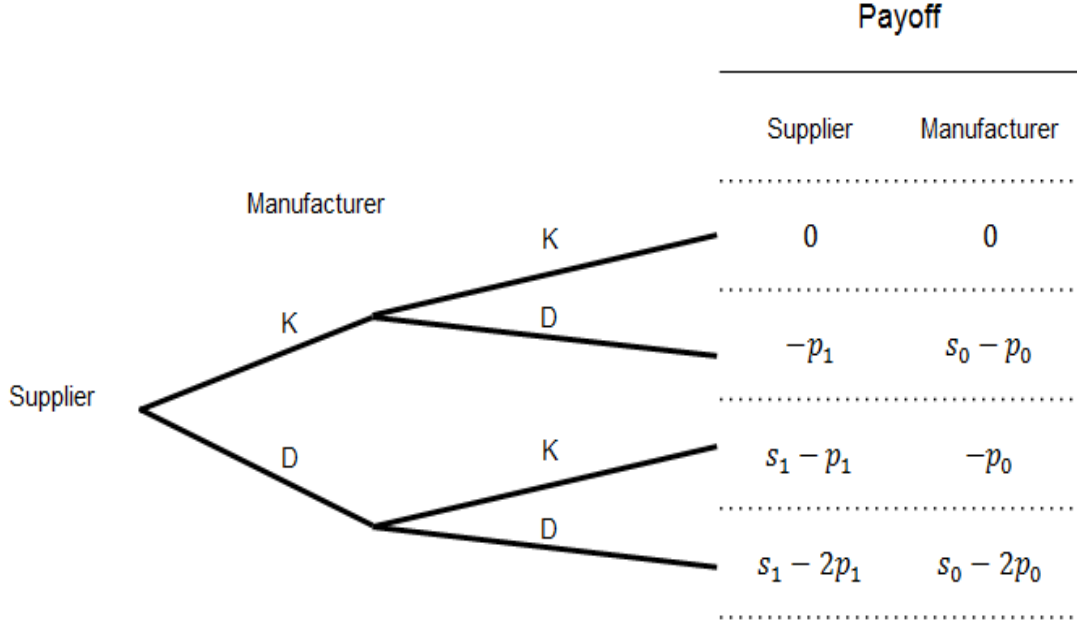 Payoff
Supplier Manufacturer
Manufacturer
K
0 0
K
D
−p₁ s₀ − p₀
Supplier
D
K
s₁ − p₁ −p₀
D
s₁ − 2p₁ s₀ − 2p₀